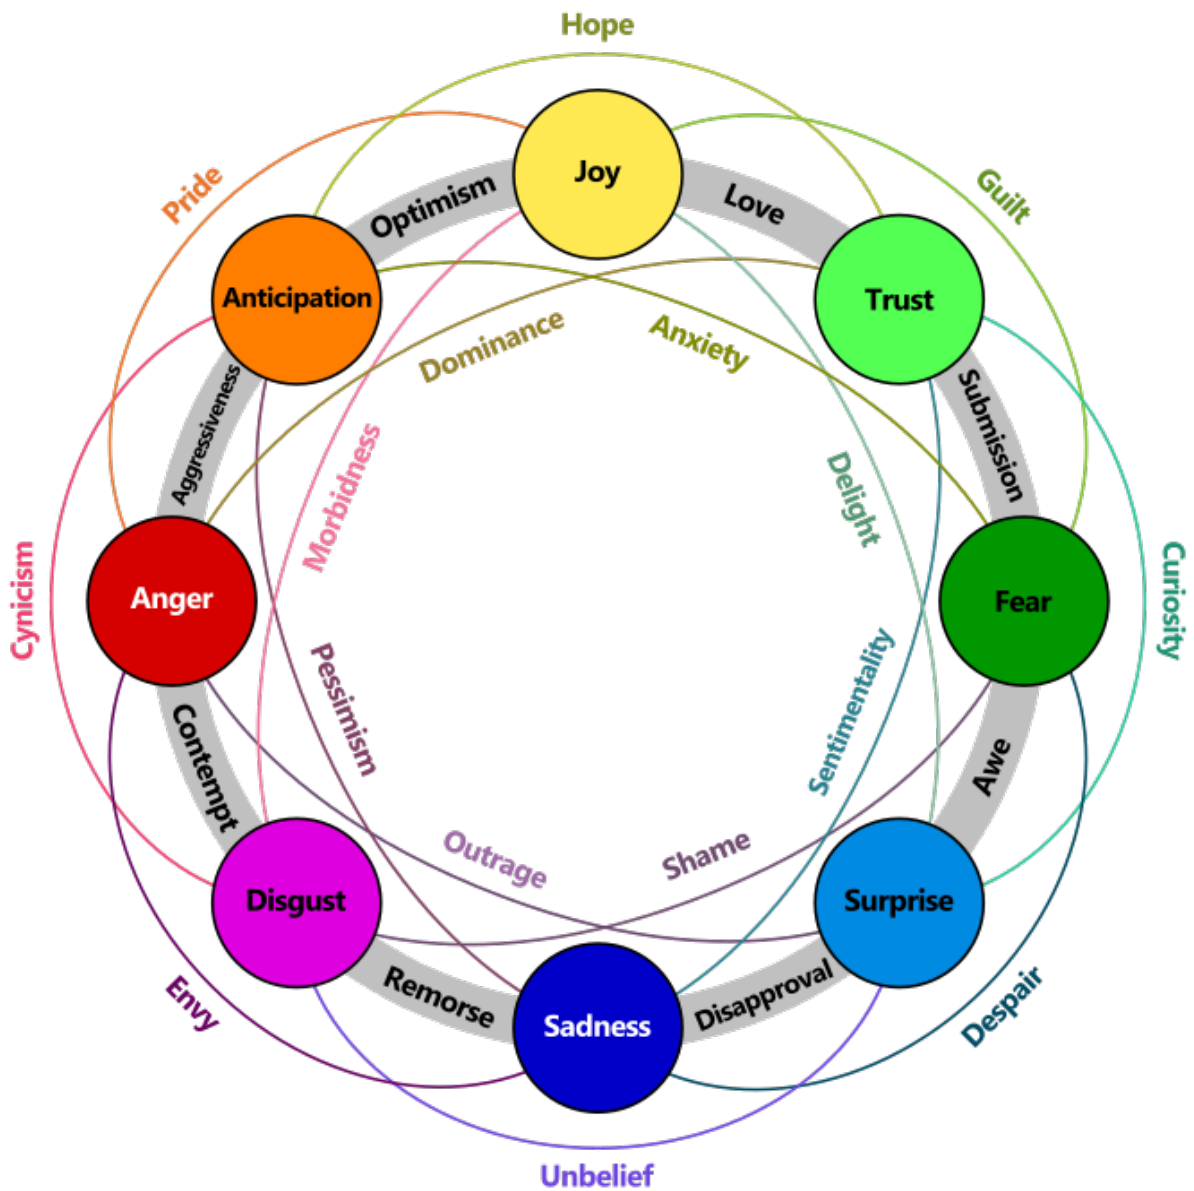 Hope
Joy
Pride
Optimism
Love
Guilt
Anticipation
Trust
Dominance
Anxiety
Aggressiveness
Submission
Morbidness
Delight
Cynicism
Anger
Fear
Curiosity
Pessimism
Sentimentality
Contempt
Awe
Outrage
Shame
Disgust
Surprise
Envy
Remorse
Sadness
Disapproval
Despair
Unbelief